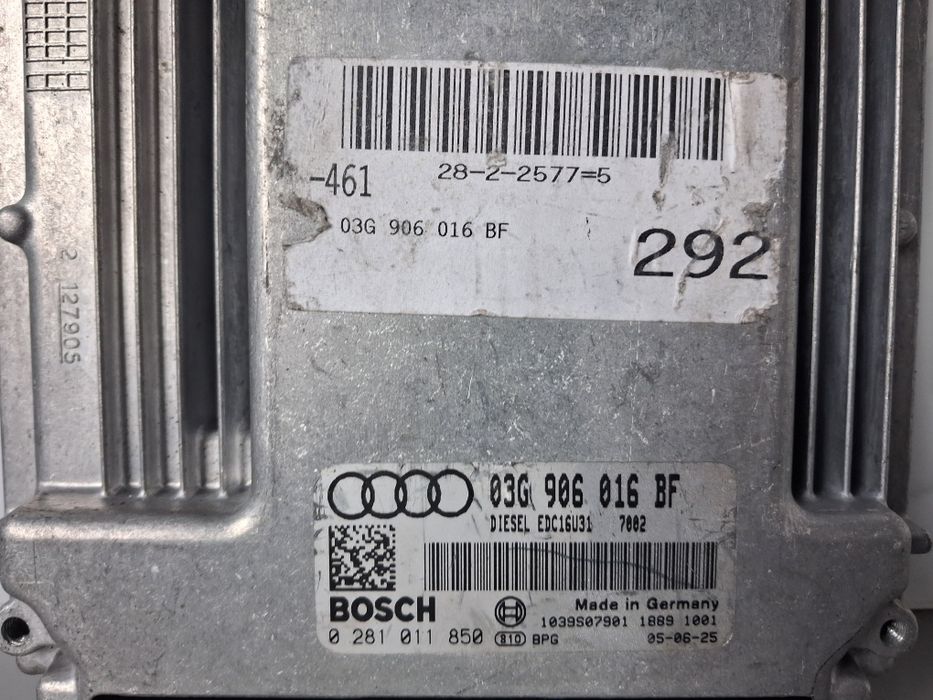 28-2-2577=5
-461
03G 906 016 BF
292
2 127905
03G 906 016 BF
DIESEL EDC16U31 7002
BOSCH
Made in Germany
1039S07901 1889 1001
0 281 011 850 810 BPG 05-06-25